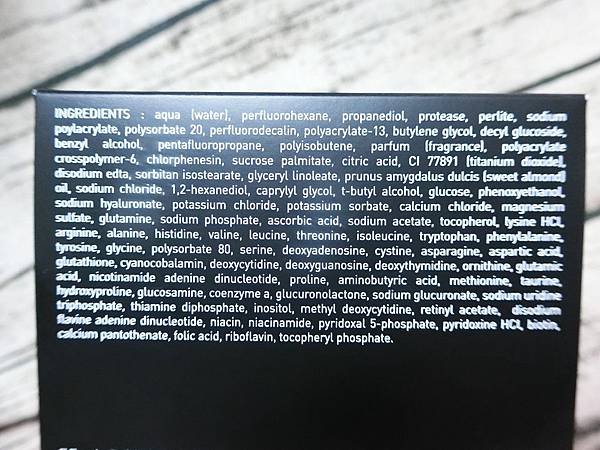 INGREDIENTS : aqua (water), perfluorohexane, propanediol, protease, perlite, sodium
poylacrylate, polysorbate 20, perfluorodecalin, polyacrylate-13, butylene glycol, decyl glucoside,
benzyl alcohol, pentafluoropropane, polyisobutene, parfum (fragrance), polyacrylate
crosspolymer-6, chlorphenesin, sucrose palmitate, citric acid, CI 77891 (titanium dioxide),
disodium edta, sorbitan isostearate, glyceryl linoleate, prunus amygdalus dulcis (sweet almond)
oil, sodium chloride, 1,2-hexanediol, caprylyl glycol, t-butyl alcohol, glucose, phenoxyethanol,
sodium hyaluronate, potassium chloride, potassium sorbate, calcium chloride, magnesium
sulfate, glutamine, sodium phosphate, ascorbic acid, sodium acetate, tocopherol, lysine HCl,
arginine, alanine, histidine, valine, leucine, threonine, isoleucine, tryptophan, phenylalanine,
tyrosine, glycine, polysorbate 80, serine, deoxyadenosine, cystine, asparagine, aspartic acid,
glutathione, cyanocobalamin, deoxycytidine, deoxyguanosine, deoxythymidine, ornithine, glutamic
acid, nicotinamide adenine dinucleotide, proline, aminobutyric acid, methionine, taurine,
hydroxyproline, glucosamine, coenzyme a, glucuronolactone, sodium glucuronate, sodium uridine
triphosphate, thiamine diphosphate, inositol, methyl deoxycytidine, retinyl acetate, disodium
flavine adenine dinucleotide, niacin, niacinamide, pyridoxal 5-phosphate, pyridoxine HCl, biotin,
calcium pantothenate, folic acid, riboflavin, tocopheryl phosphate.